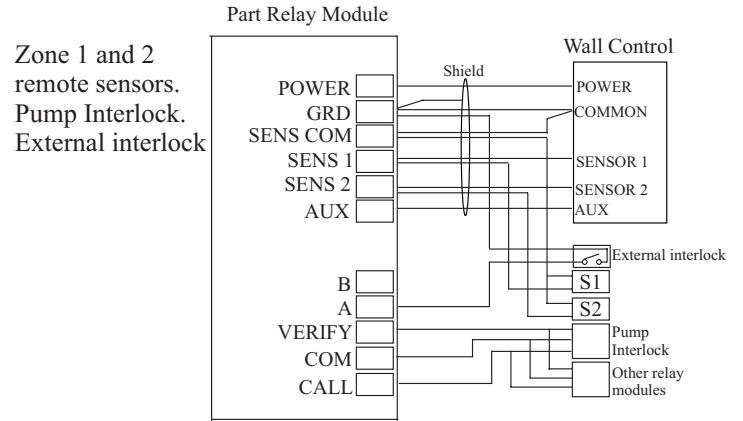 Part Relay Module
Zone 1 and 2
remote sensors.
Pump Interlock.
External interlock
Wall Control
Shield
POWER
GRD
SENS COM
SENS 1
SENS 2
AUX
B
A
VERIFY
COM
CALL
POWER
COMMON
SENSOR 1
SENSOR 2
AUX
External interlock
S1
S2
Pump
Interlock
Other relay
modules